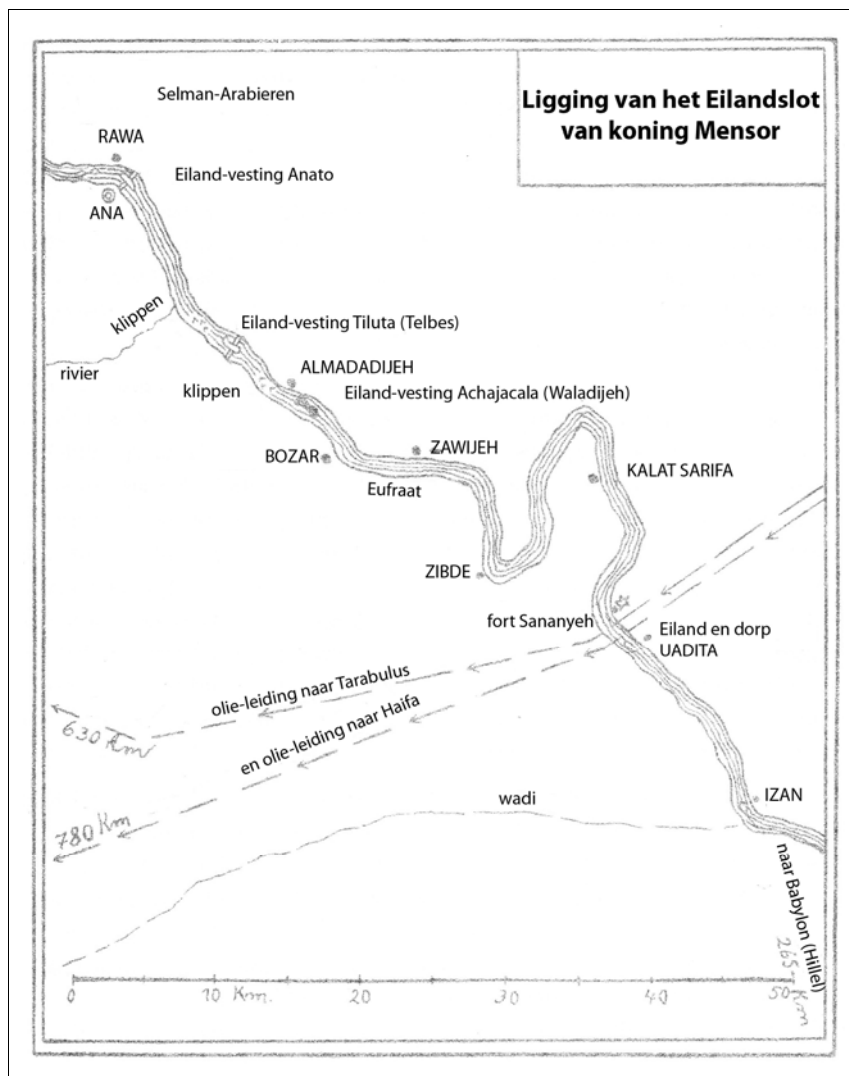 Ligging van het Eilandslot
van koning Mensor
Selman-Arabieren
RAWA
Eiland-vesting Anato
ANA
klippen
rivier
Eiland-vesting Tiluta (Telbes)
klippen
ALMADADIJEH
Eiland-vesting Achajacala (Waladijeh)
BOZAR
ZAWIJEH
Eufraat
KALAT SARIFA
ZIBDE
fort Sananyeh
Eiland en dorp
UADITA
olie-leiding naar Tarabulus
630 Km
en olie-leiding naar Haifa
780 Km
wadi
IZAN
naar Babylon (Hillel)
265 Km
0 10 Km. 20 30 40 50